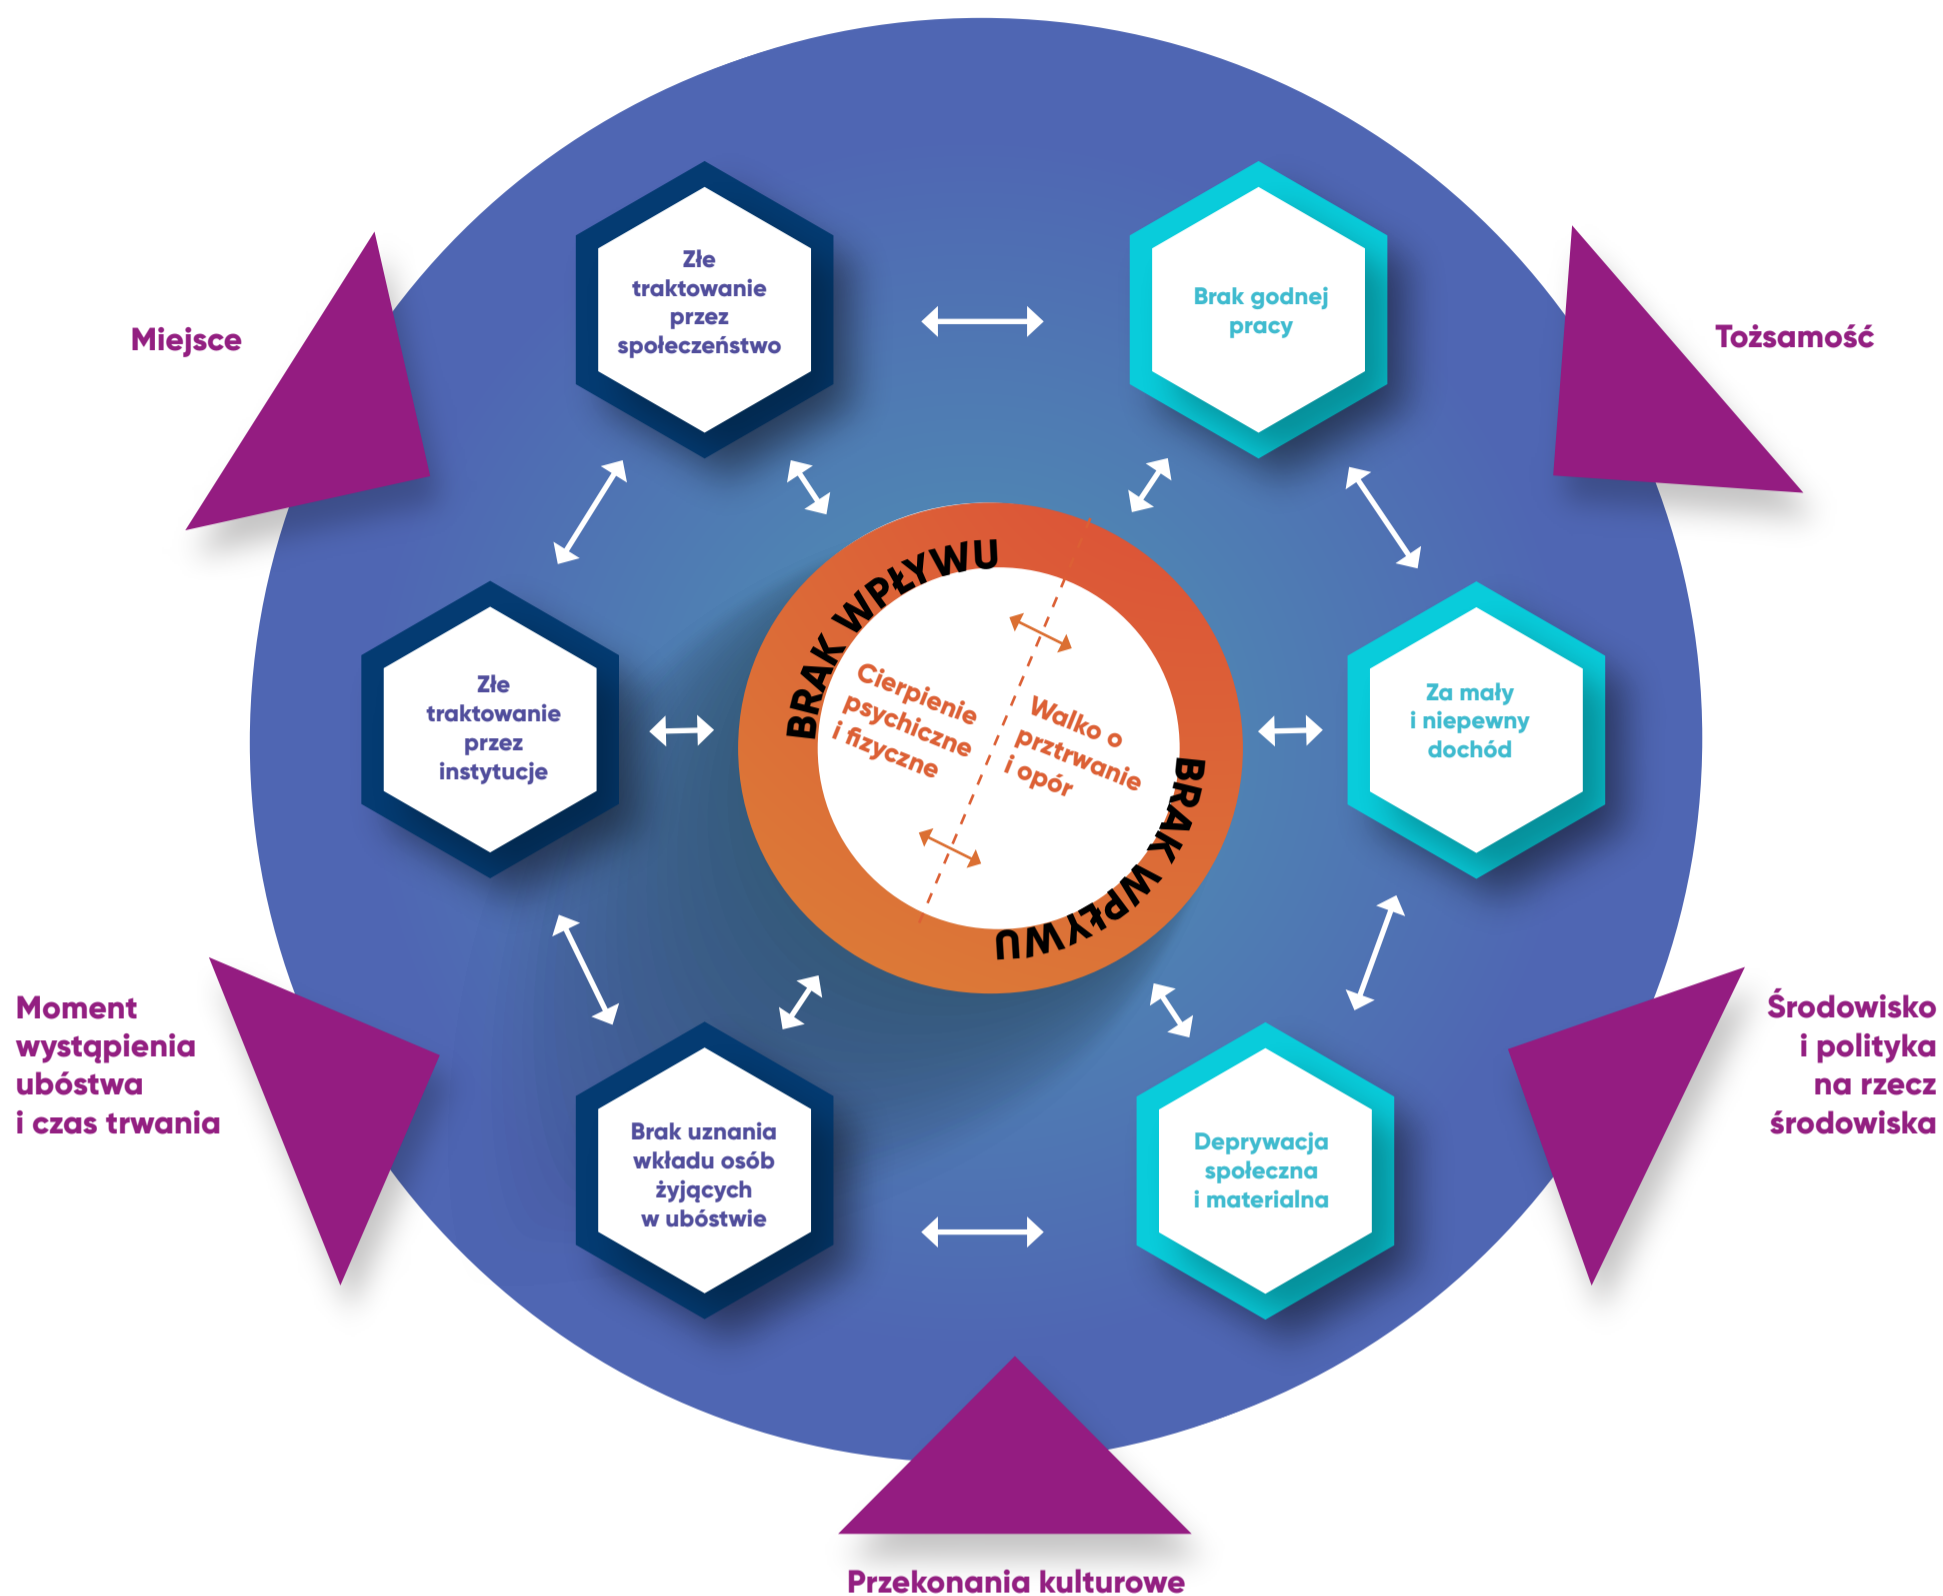 Złe
traktowanie
przez
społeczeństwo
Brak godnej
pracy
Miejsce
Tożsamość
BRAK WPŁYWU
Cierpienie
psychiczne
i fizyczne
Walko o
prztrwanie
i opór
BRAK WPŁYWU
Złe
traktowanie
przez
instytucje
Za mały
i niepewny
dochód
Moment
wystąpienia
ubóstwa
i czas trwania
Środowisko
i polityka
na rzecz
środowiska
Brak uznania
wkładu osób
żyjących
w ubóstwie
Deprywacja
społeczna
i materialna
Przekonania kulturowe